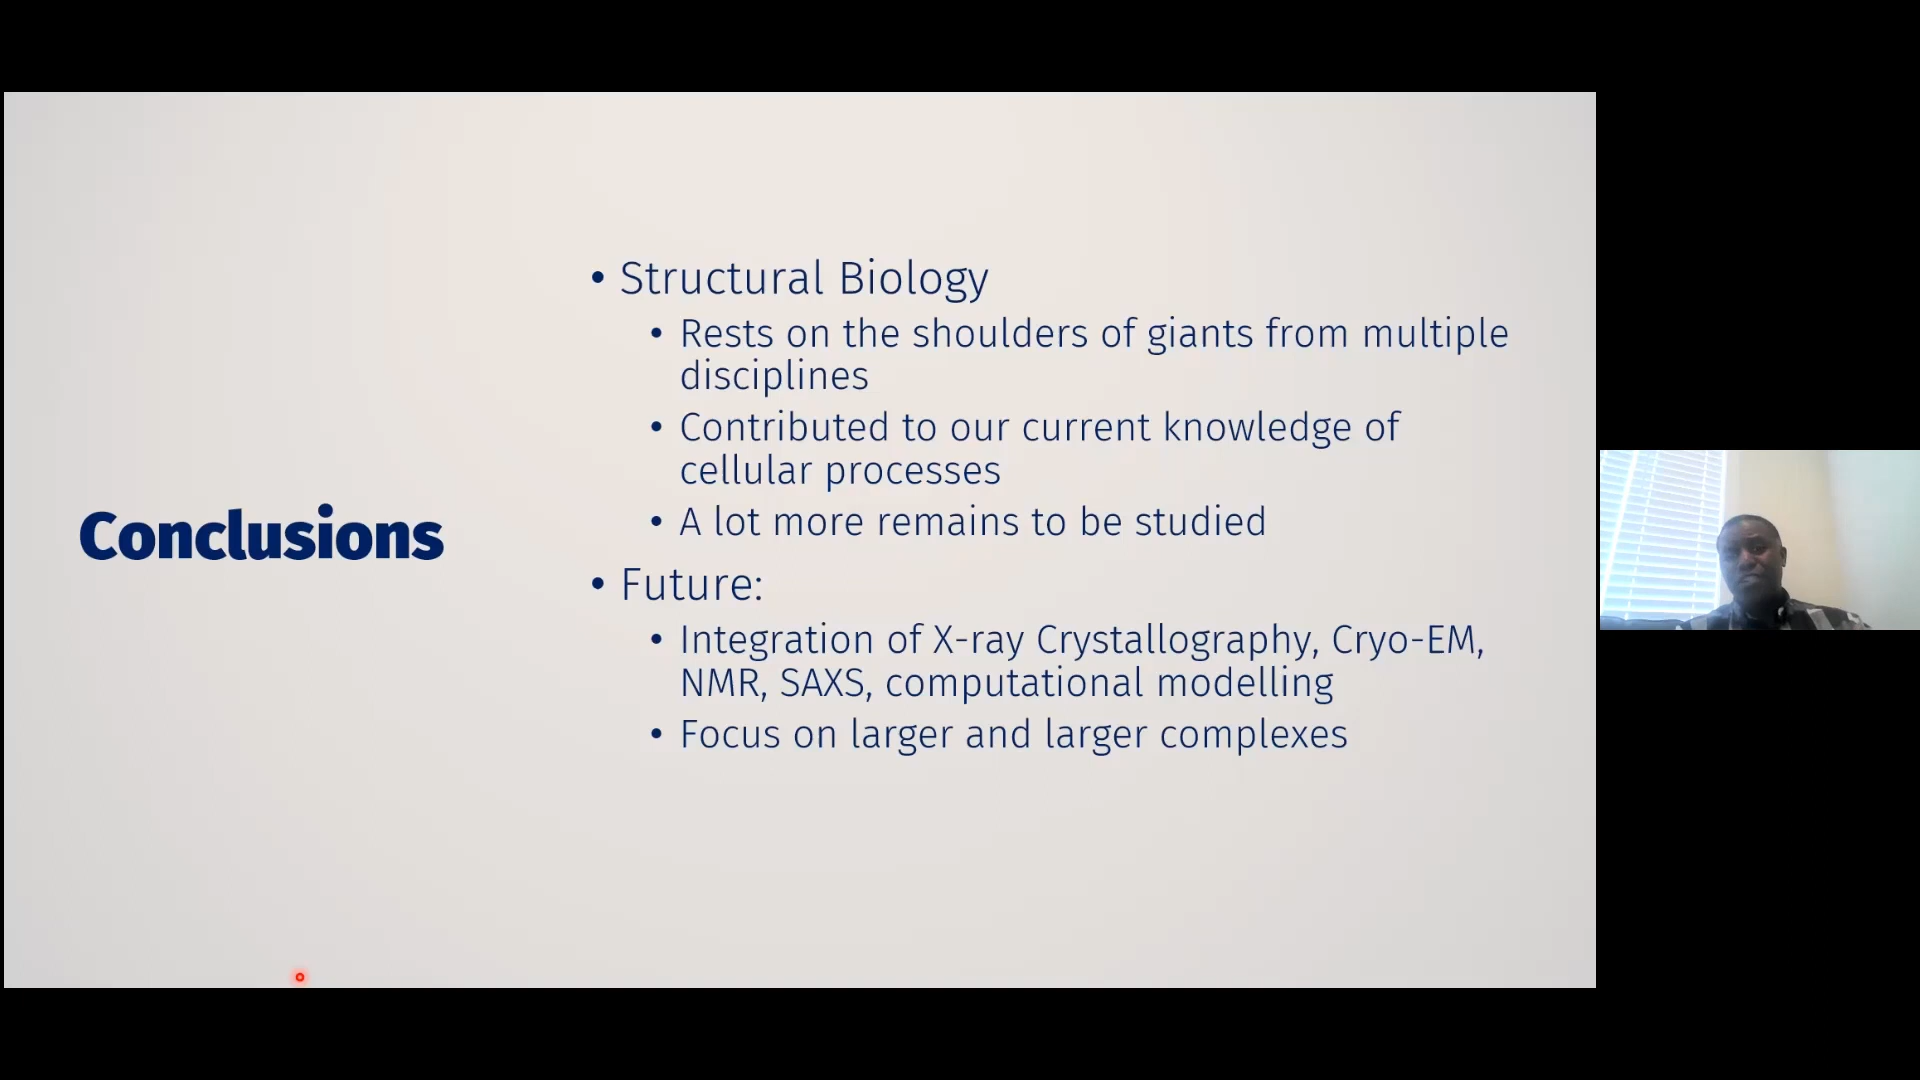 Conclusions
• Structural Biology
• Rests on the shoulders of giants from multiple
disciplines
• Contributed to our current knowledge of
cellular processes
• A lot more remains to be studied
• Future:
• Integration of X-ray Crystallography, Cryo-EM,
NMR, SAXS, computational modelling
• Focus on larger and larger complexes